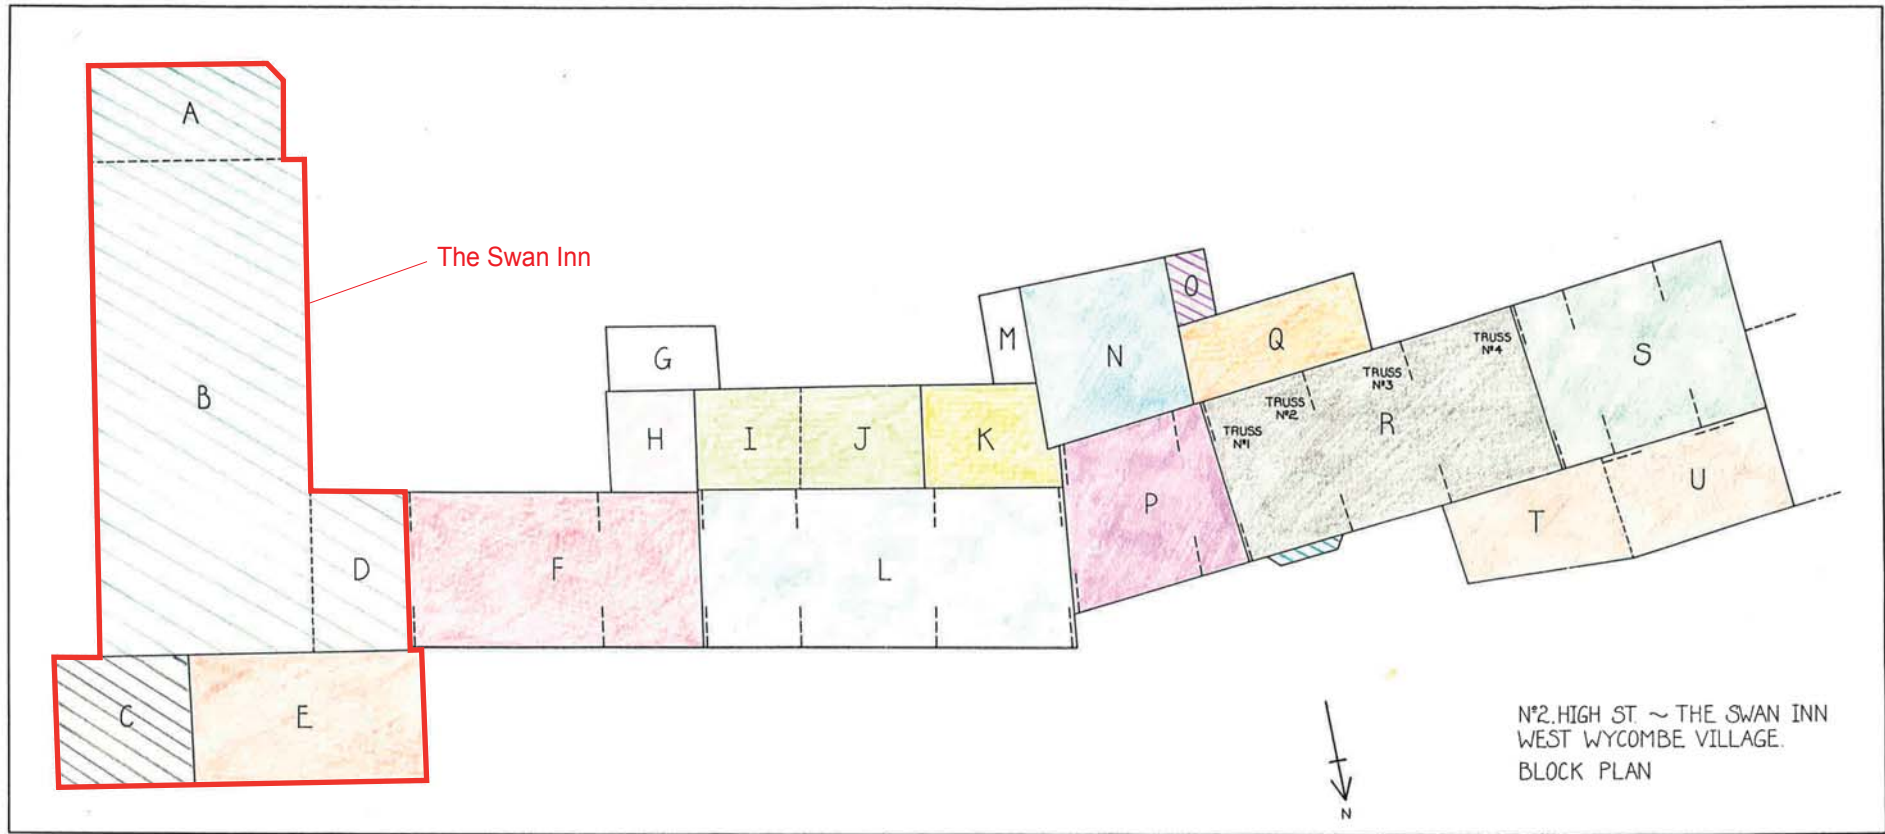 A
The Swan Inn
B
G
M
N
O
Q
TRUSS
Nº1
TRUSS
Nº2
TRUSS
Nº3
TRUSS
Nº4
R
S
H
I
J
K
P
D
F
L
T
U
C
E
N
Nº2. HIGH ST. ~ THE SWAN INN
WEST WYCOMBE VILLAGE.
BLOCK PLAN